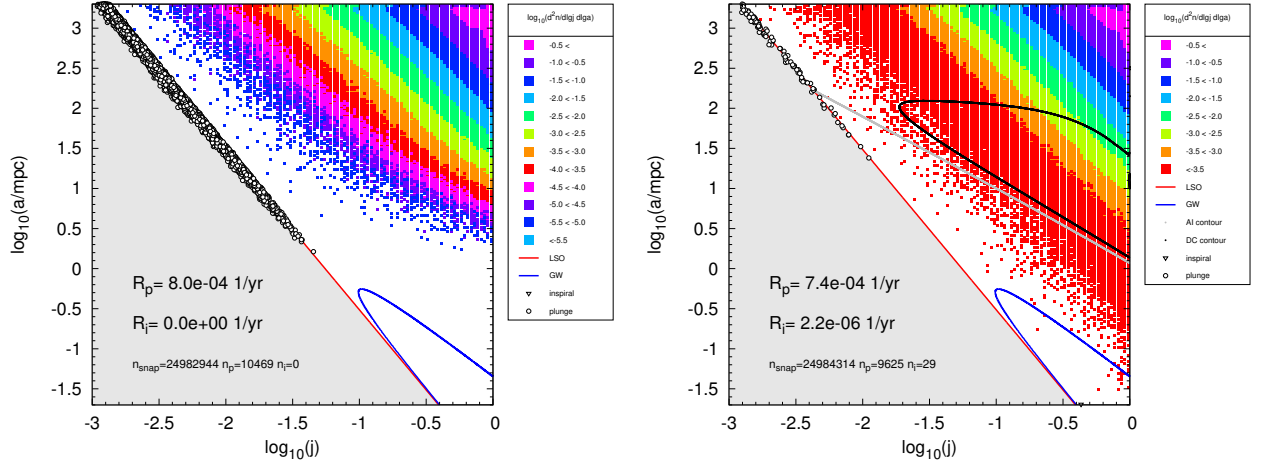 log10(a/mpc)
3
2.5
2
1.5
1
0.5
0
-0.5
-1
-1.5
Rp= 8.0e-04 1/yr
Ri= 0.0e+00 1/yr
nsnap=24982944 np=10469 ni=0
-3 -2.5 -2 -1.5 -1 -0.5 0
log10(j)
log10(d²n/dlgj dlga)
-0.5 <
-1.0 < -0.5
-1.5 < -1.0
-2.0 < -1.5
-2.5 < -2.0
-3.0 < -2.5
-3.5 < -3.0
-4.0 < -3.5
-4.5 < -4.0
-5.0 < -4.5
-5.5 < -5.0
<-5.5
LSO
GW
inspiral
plunge
log10(a/mpc)
3
2.5
2
1.5
1
0.5
0
-0.5
-1
-1.5
Rp= 7.4e-04 1/yr
Ri= 2.2e-06 1/yr
nsnap=24984314 np=9625 ni=29
-3 -2.5 -2 -1.5 -1 -0.5 0
log10(j)
log10(d²n/dlgj dlga)
-0.5 <
-1.0 < -0.5
-1.5 < -1.0
-2.0 < -1.5
-2.5 < -2.0
-3.0 < -2.5
-3.5 < -3.0
<-3.5
LSO
GW
AI contour
DC contour
inspiral
plunge